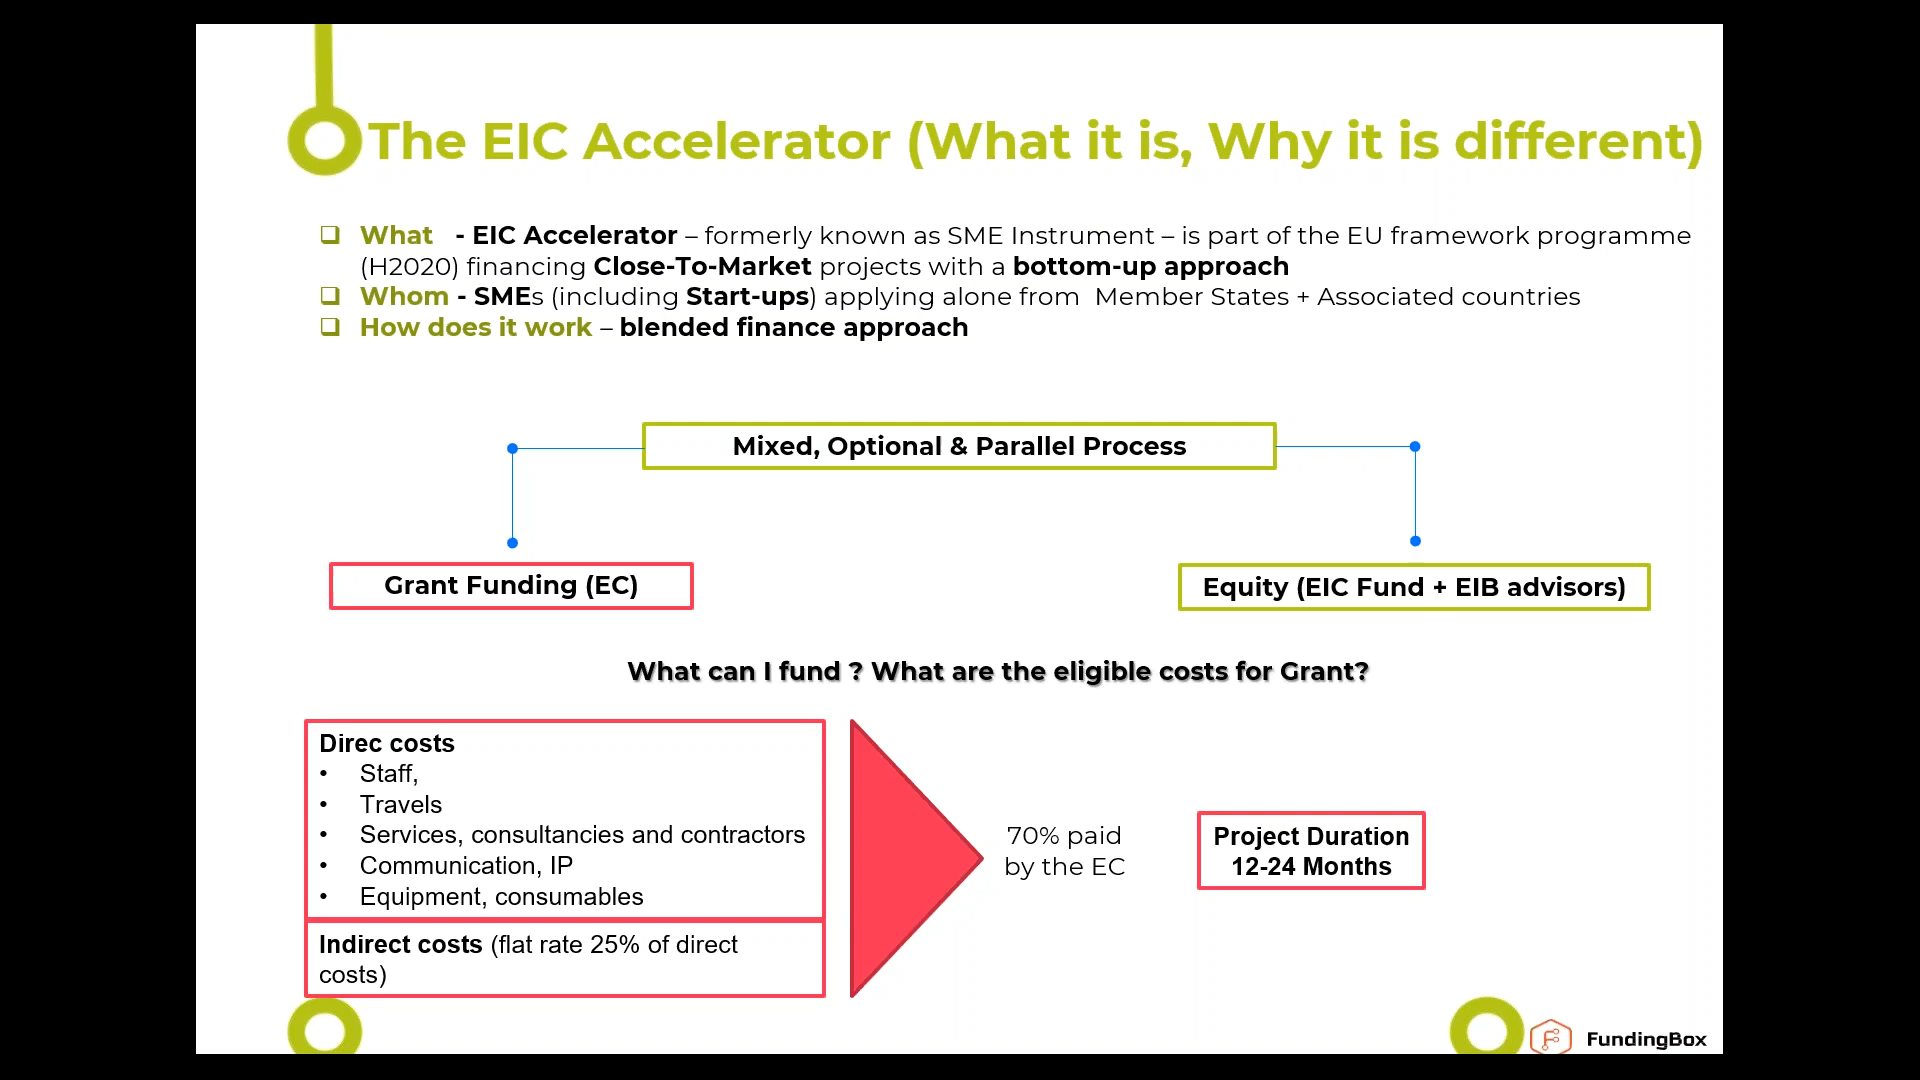 The EIC Accelerator (What it is, Why it is different)
❑ What - EIC Accelerator – formerly known as SME Instrument – is part of the EU framework programme
(H2020) financing Close-To-Market projects with a bottom-up approach
❑ Whom - SMEs (including Start-ups) applying alone from Member States + Associated countries
❑ How does it work – blended finance approach
Mixed, Optional & Parallel Process
Grant Funding (EC)
Equity (EIC Fund + EIB advisors)
What can I fund ? What are the eligible costs for Grant?
Direc costs
• Staff,
• Travels
• Services, consultancies and contractors
• Communication, IP
• Equipment, consumables
Indirect costs (flat rate 25% of direct
costs)
70% paid
by the EC
Project Duration
12-24 Months
FundingBox